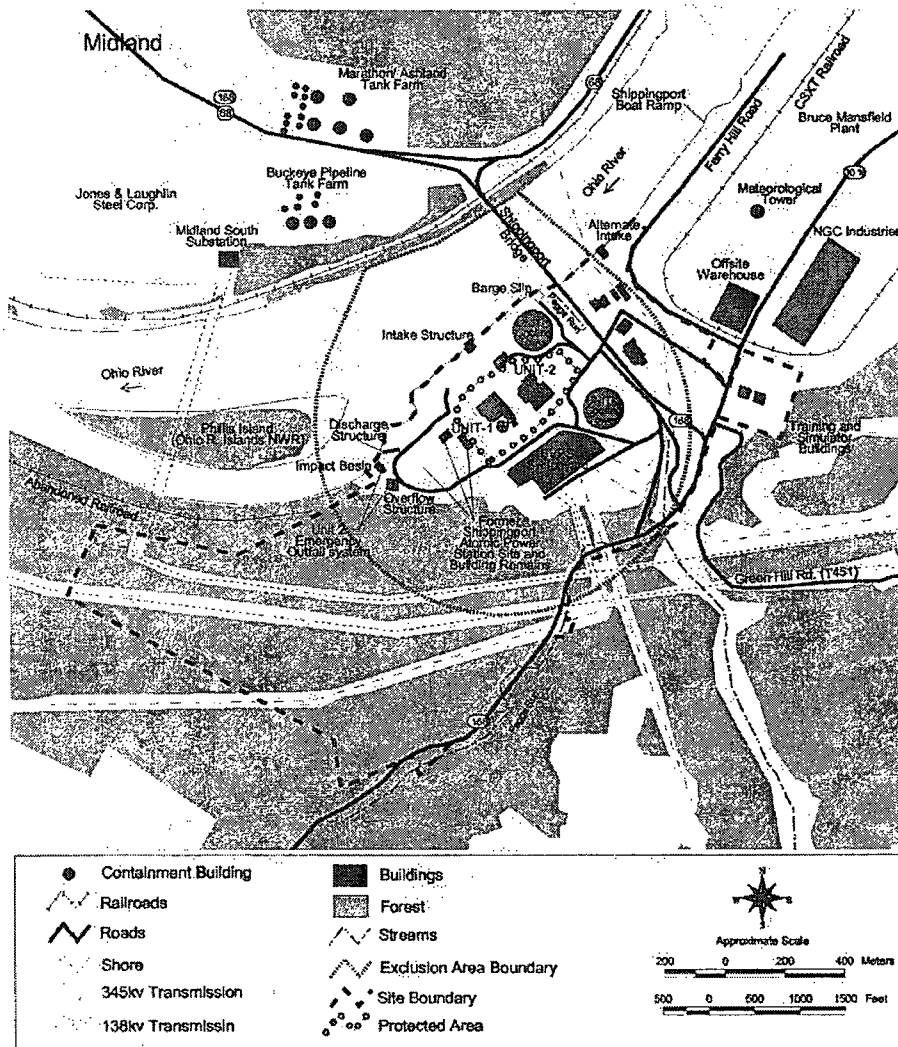 Midland
Marathon/ Ashland
Tank Farm
168
68
68
Shippingport
Boat Ramp
Ferry Hill Road
CSXT Railroad
Bruce Mansfield
Plant
Buckeye Pipeline
Tank Farm
Jones & Laughlin
Steel Corp.
Ohio River
Meteorological
Tower
Midland South
Substation
Shippingport
Bridge
Alternate
Intake
NGC Industries
Offsite
Warehouse
Barge Slip
Intake Structure
UNIT-2
Ohio River
Phillis Island
(Ohio R. Islands NWR)
Discharge
Structure
UNIT-1
168
Training and
Simulator
Buildings
Impact Basin
Overflow
Structure
Abandoned Railroad
Unit 2
Emergency
Outfall system
Former
Shippingport
Atomic Power
Station Site and
Building Remains
Green Hill Rd. (T451)
168
Containment Building
Railroads
Roads
Shore
345kv Transmission
138kv Transmissin
Buildings
Forest
Streams
Exclusion Area Boundary
Site Boundary
Protected Area
N
W
S
Approximate Scale
200 0 200 400 Meters
500 0 500 1000 1500 Feet